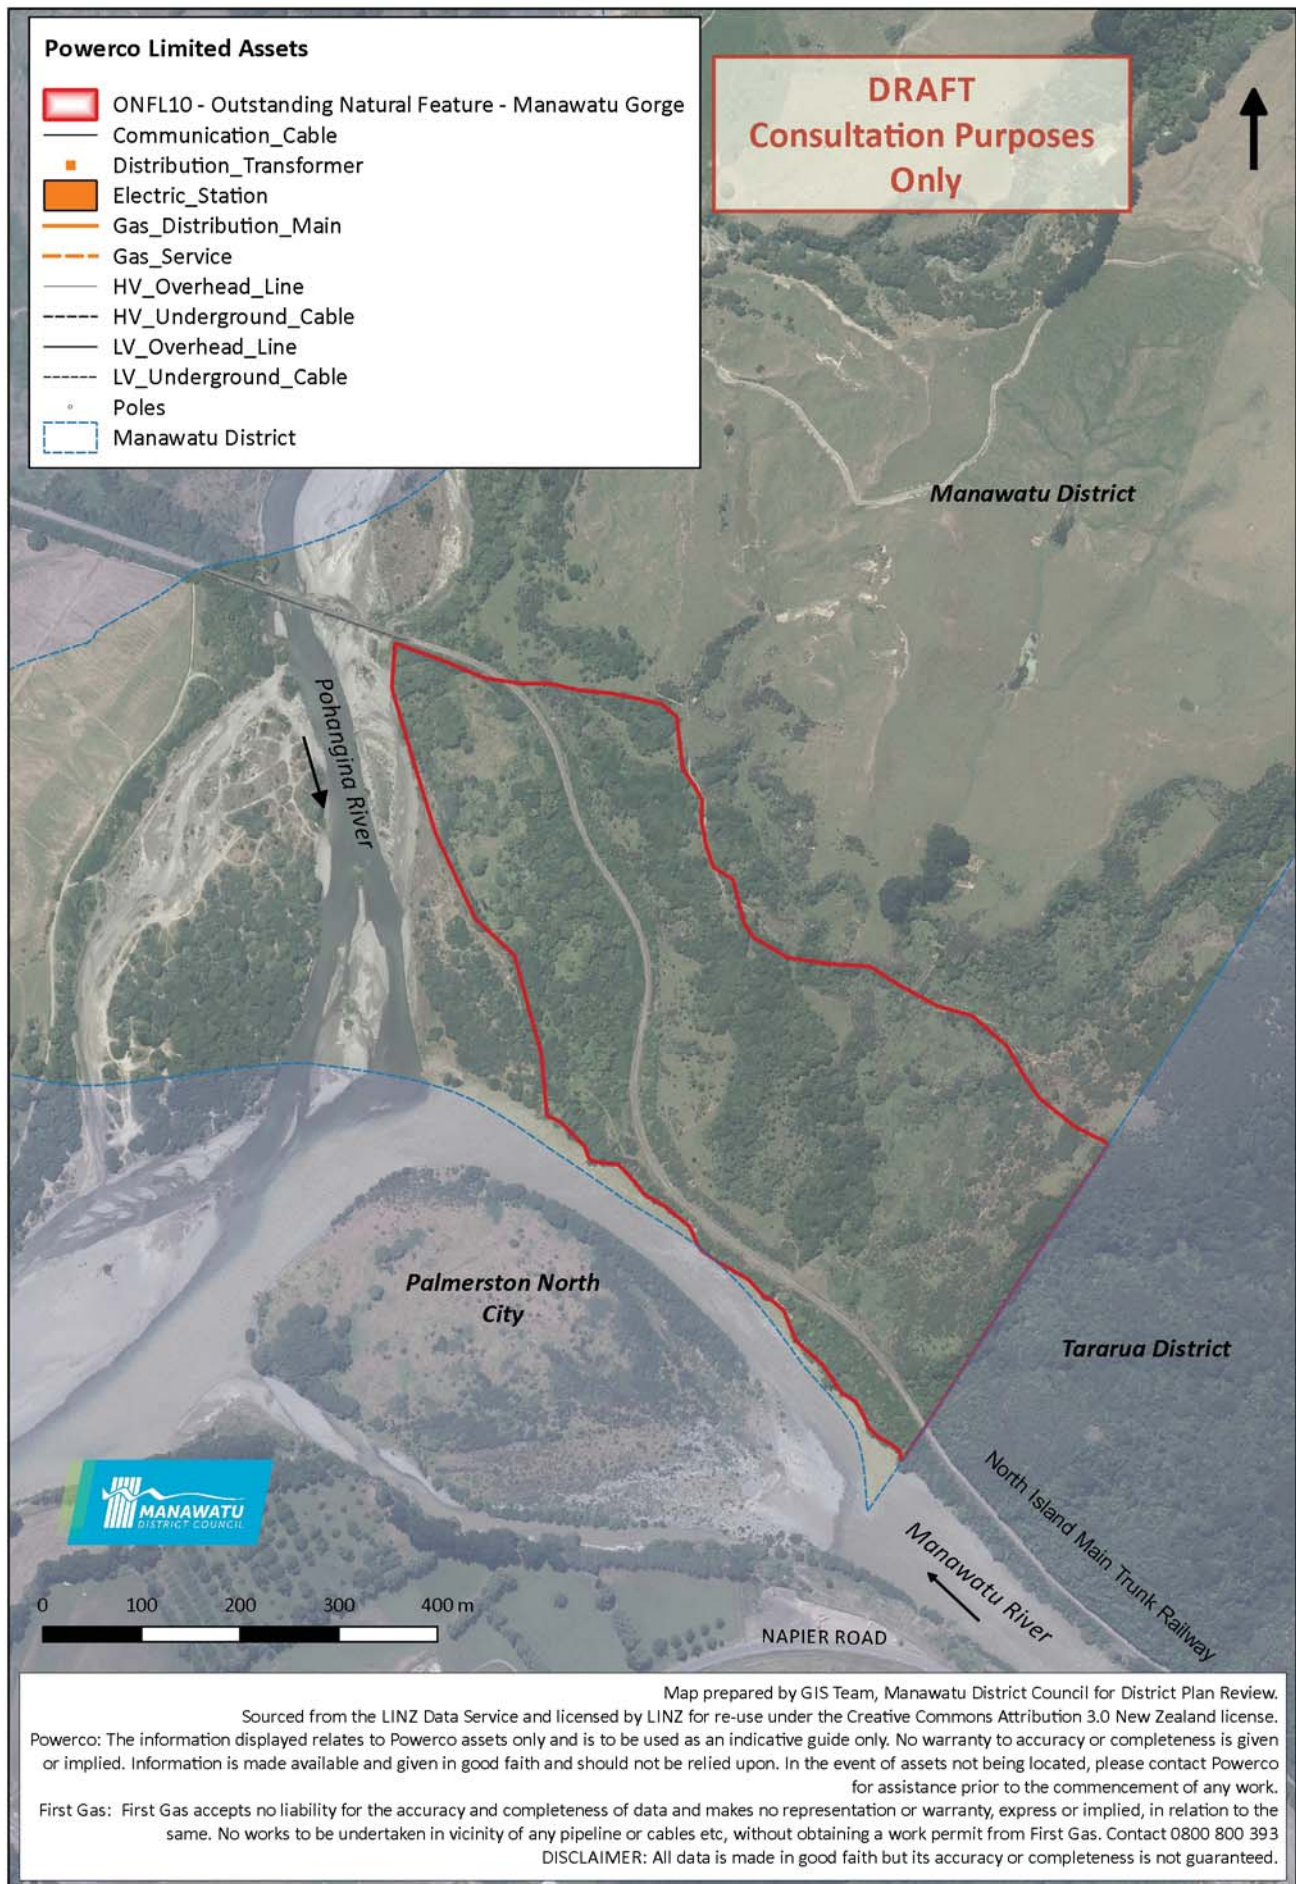 Powerco Limited Assets
ONFL10 - Outstanding Natural Feature - Manawatu Gorge
Communication_Cable
Distribution_Transformer
Electric_Station
Gas_Distribution_Main
Gas_Service
HV_Overhead_Line
HV_Underground_Cable
LV_Overhead_Line
LV_Underground_Cable
Poles
Manawatu District
DRAFT
Consultation Purposes
Only
Manawatu District
Pohangina River
Palmerston North
City
Tararua District
North Island Main Trunk Railway
Manawatu River
NAPIER ROAD
MANAWATU
DISTRICT COUNCIL
0 100 200 300 400 m
Map prepared by GIS Team, Manawatu District Council for District Plan Review.
Sourced from the LINZ Data Service and licensed by LINZ for re-use under the Creative Commons Attribution 3.0 New Zealand license.
Powerco: The information displayed relates to Powerco assets only and is to be used as an indicative guide only. No warranty to accuracy or completeness is given
or implied. Information is made available and given in good faith and should not be relied upon. In the event of assets not being located, please contact Powerco
for assistance prior to the commencement of any work.
First Gas: First Gas accepts no liability for the accuracy and completeness of data and makes no representation or warranty, express or implied, in relation to the
same. No works to be undertaken in vicinity of any pipeline or cables etc, without obtaining a work permit from First Gas. Contact 0800 800 393
DISCLAIMER: All data is made in good faith but its accuracy or completeness is not guaranteed.